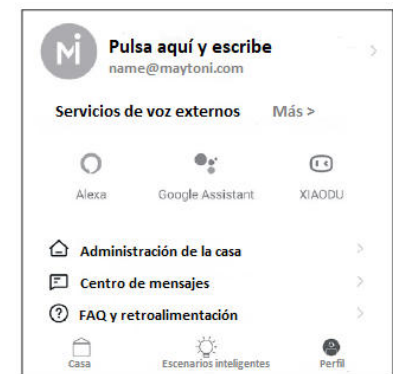 Mi
Pulsa aquí y escribe >
name@maytoni.com
Servicios de voz externos Más >
Alexa Google Assistant XIAODU
Administración de la casa >
Centro de mensajes >
FAQ y retroalimentación >
Casa Escenarios inteligentes Perfil